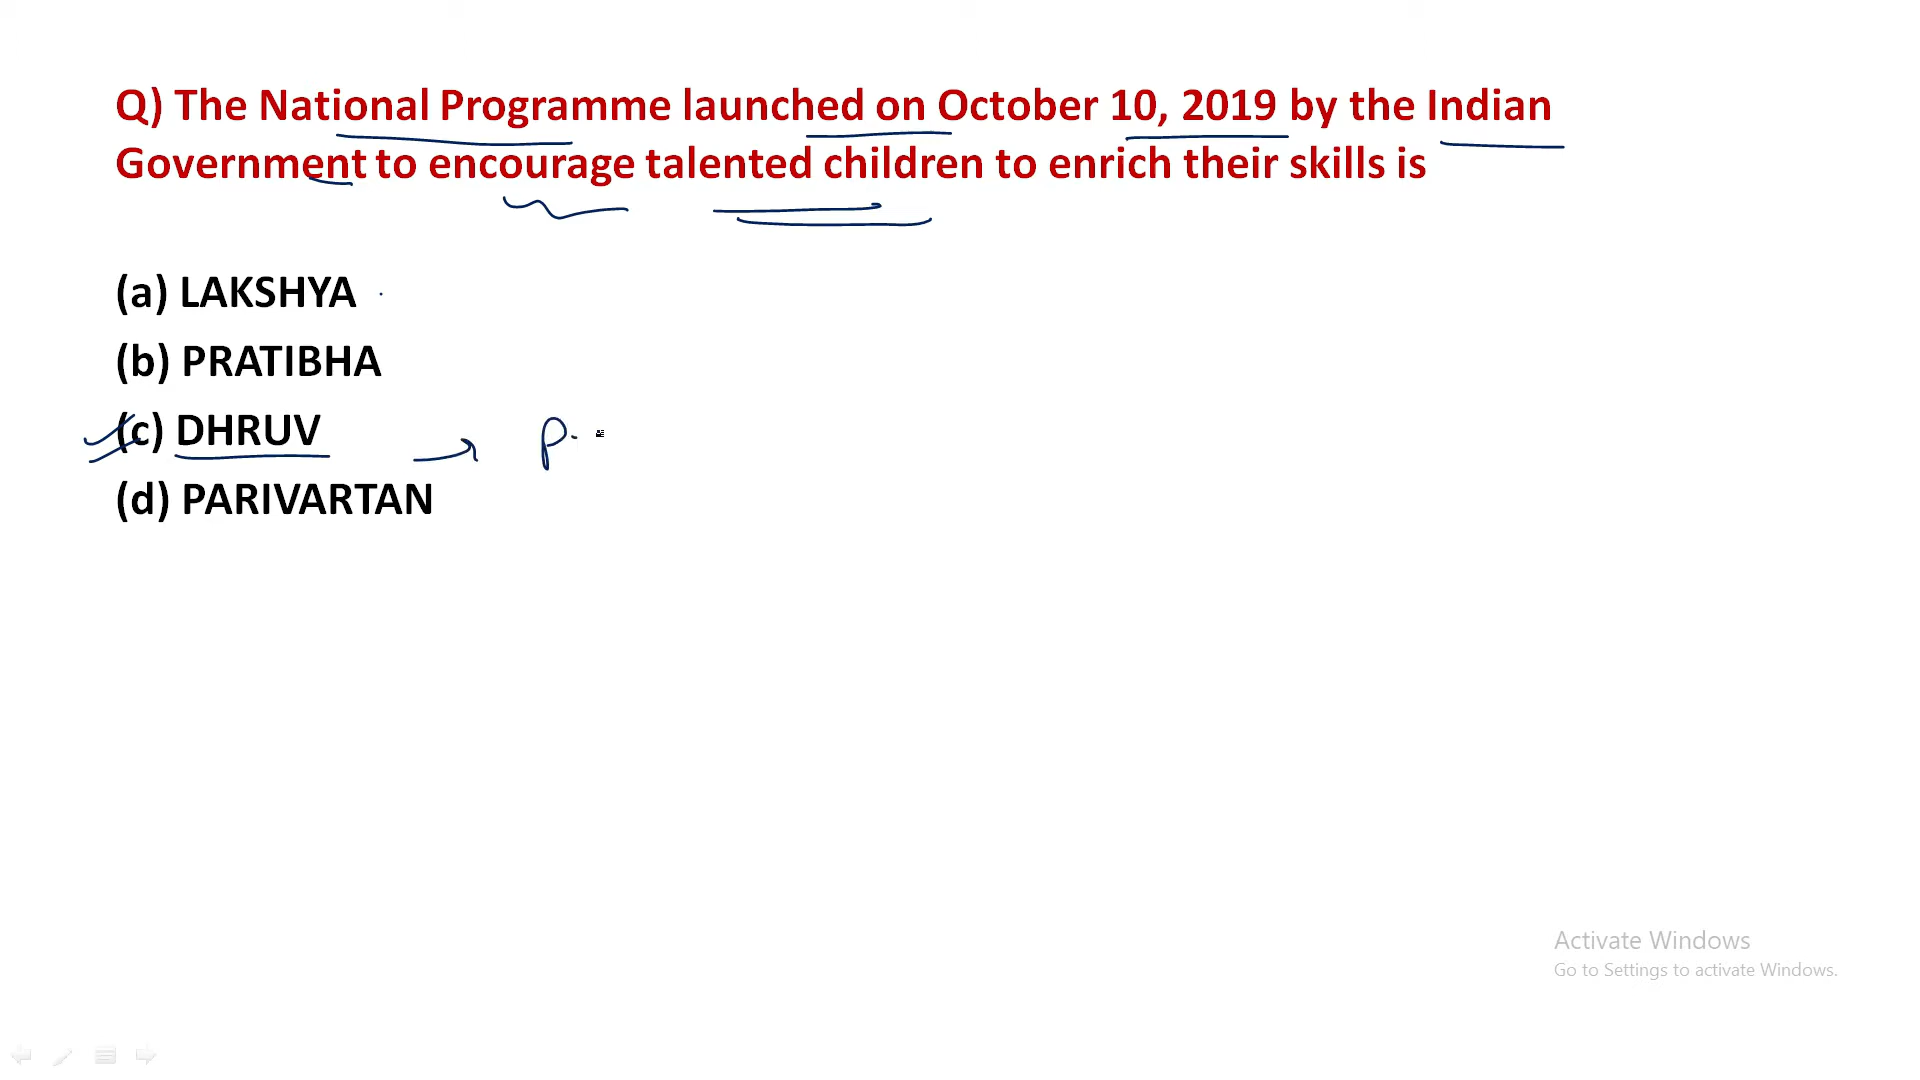 Q) The National Programme launched on October 10, 2019 by the Indian
Government to encourage talented children to enrich their skills is
(a) LAKSHYA
(b) PRATIBHA
(c) DHRUV → P.
(d) PARIVARTAN
Activate Windows
Go to Settings to activate Windows.